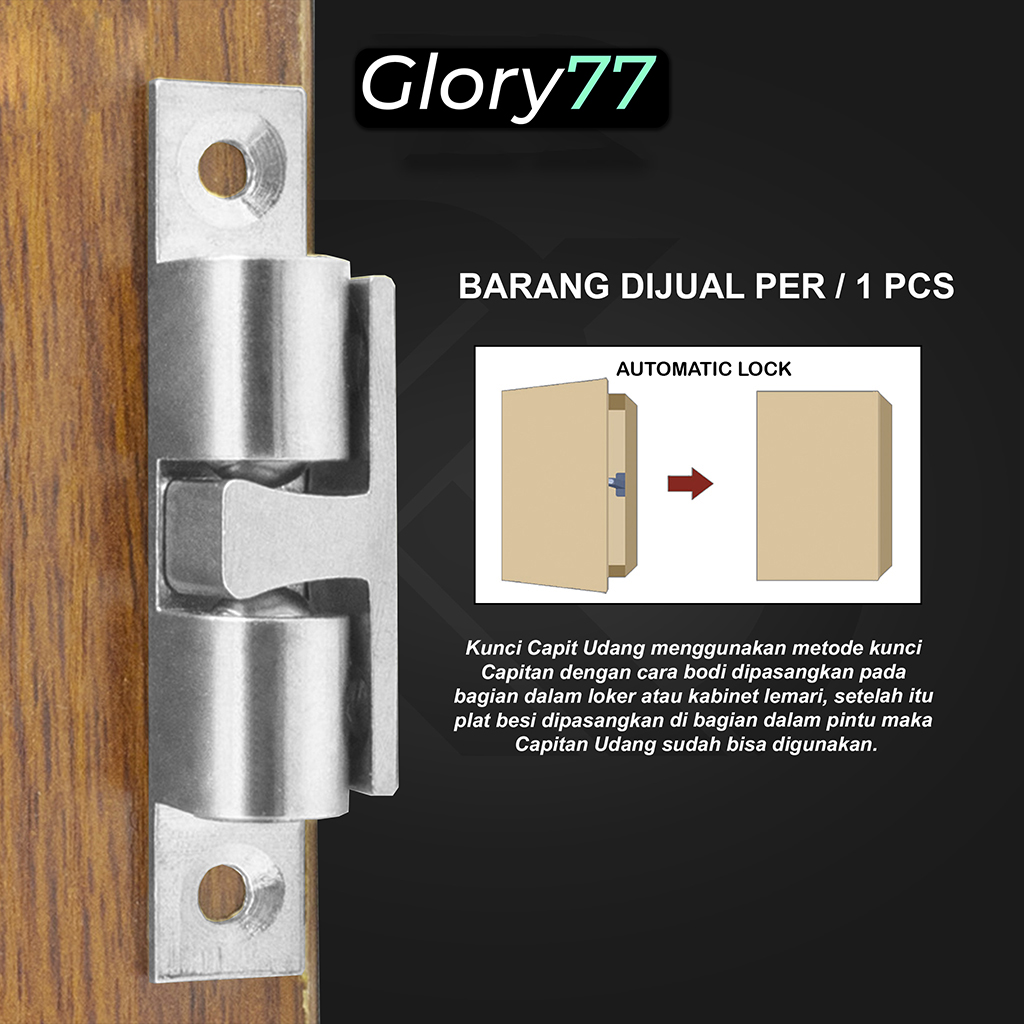 Glory77
BARANG DIJUAL PER / 1 PCS
AUTOMATIC LOCK
Kunci Capit Udang menggunakan metode kunci
Capitan dengan cara bodi dipasangkan pada
bagian dalam loker atau kabinet lemari, setelah itu
plat besi dipasangkan di bagian dalam pintu maka
Capitan Udang sudah bisa digunakan.